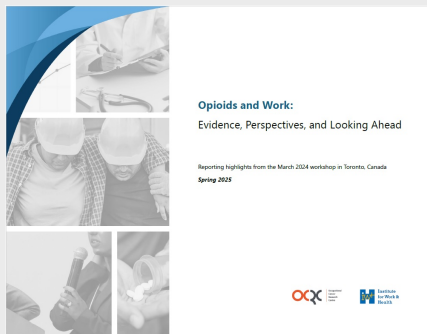 Opioids and Work:
Evidence, Perspectives, and Looking Ahead
Reporting highlights from the March 2024 workshop in Toronto, Canada
Spring 2025
OCRC
Institute
for Work &
Health